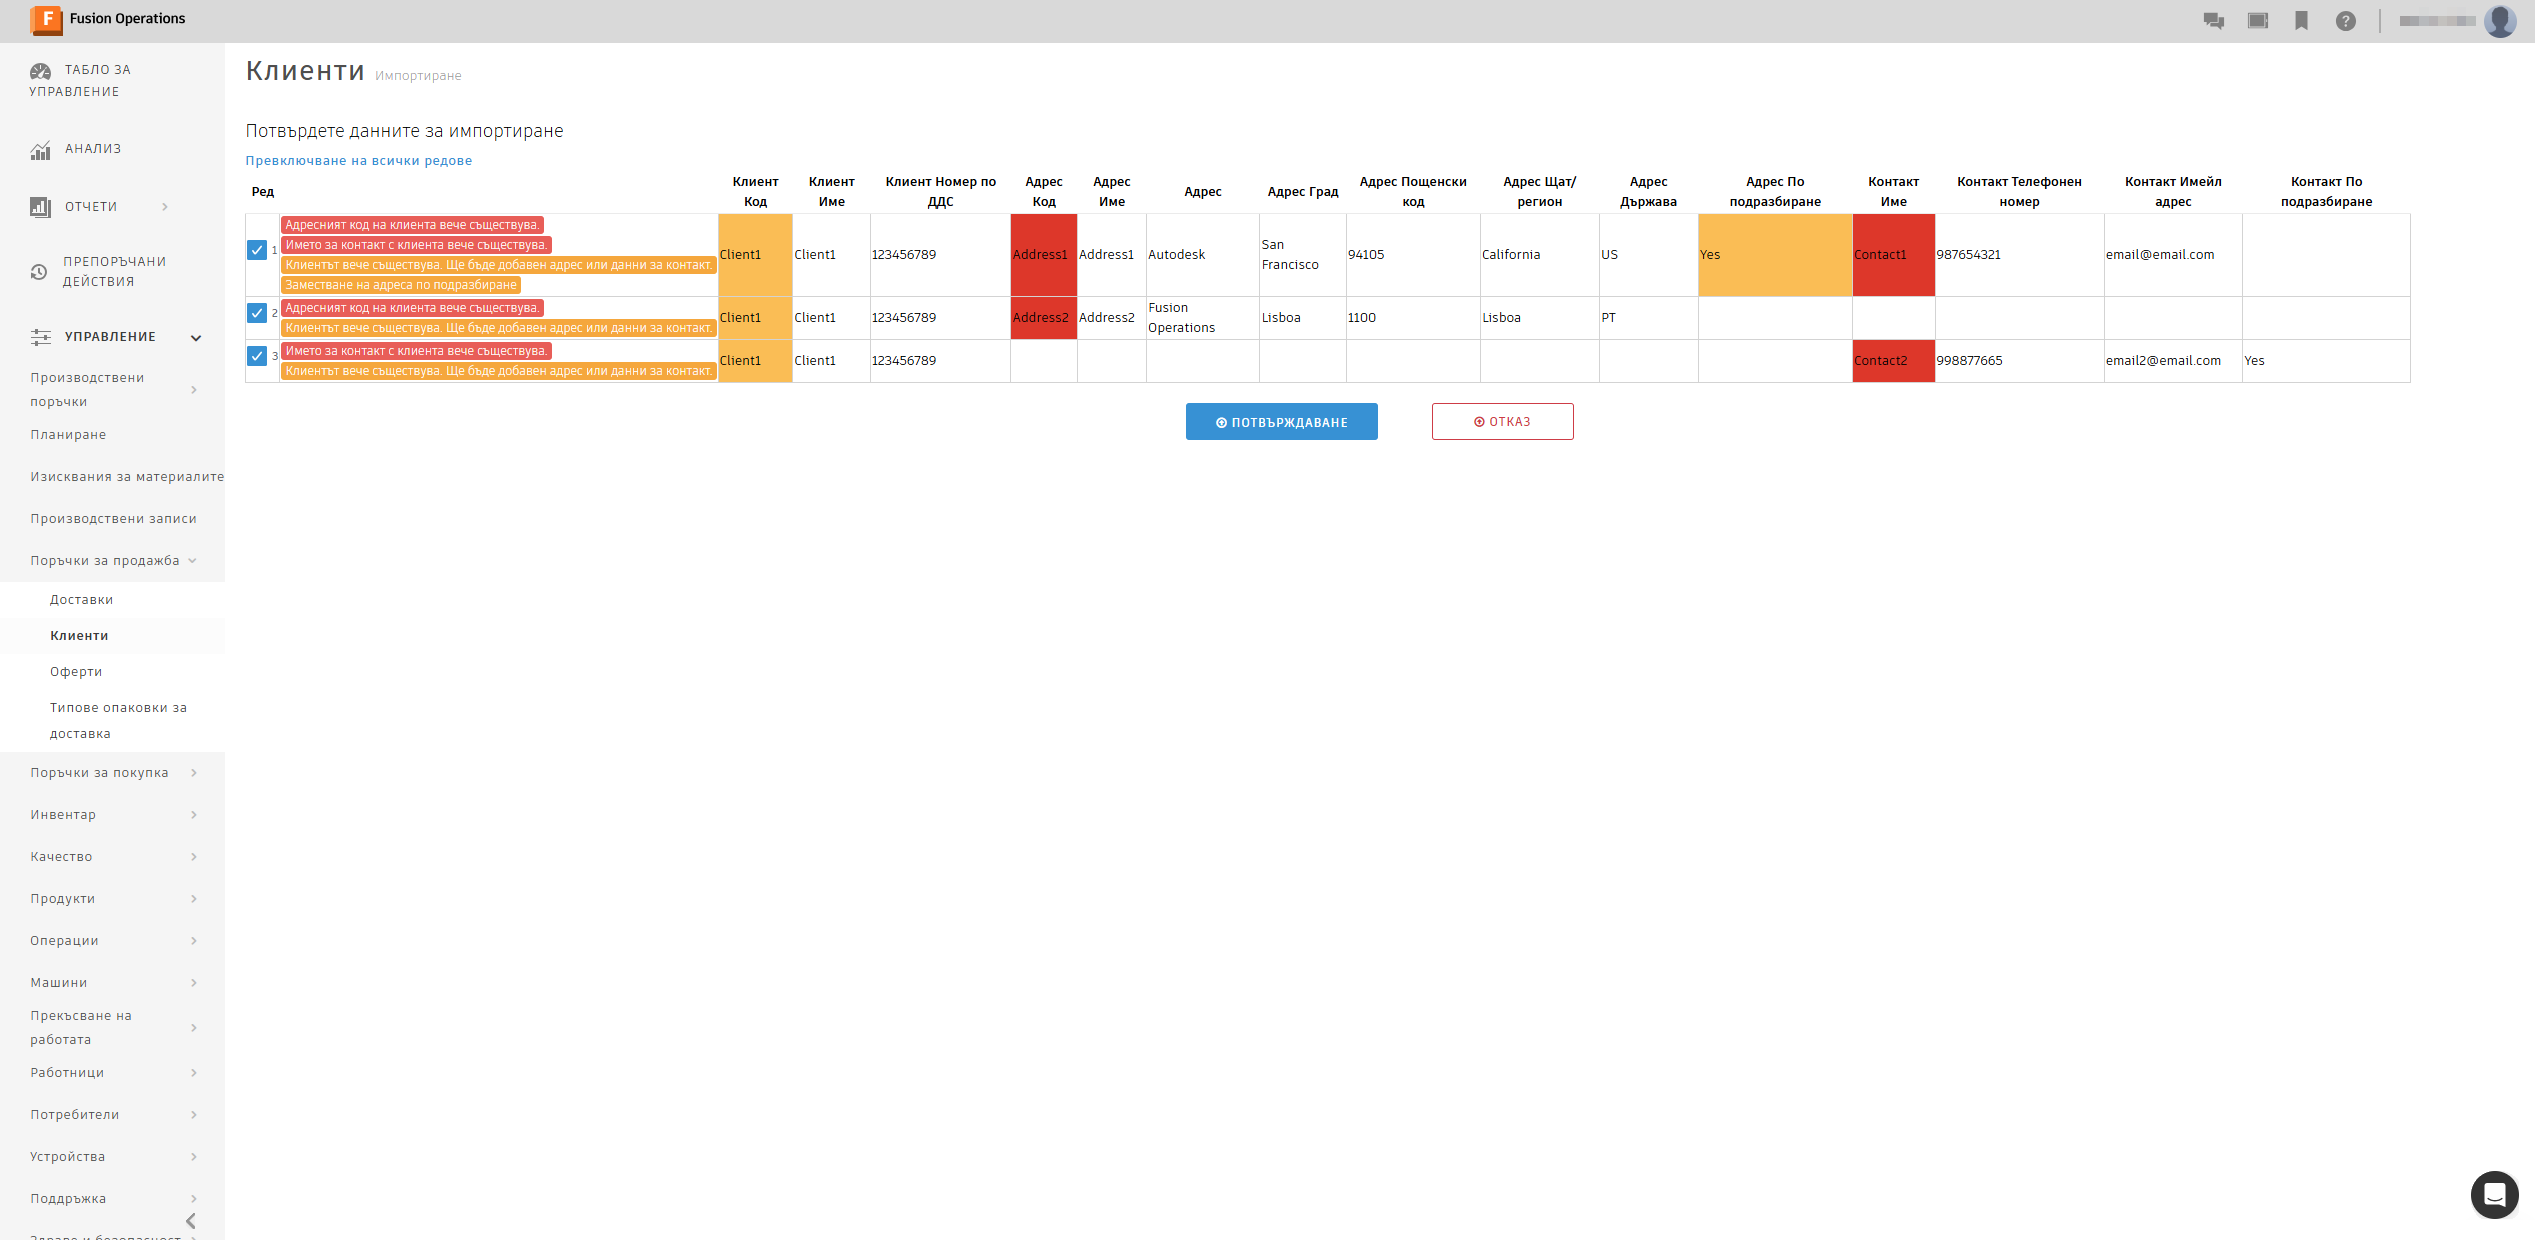 Fusion Operations
ТАБЛО ЗА
УПРАВЛЕНИЕ
АНАЛИЗ
ОТЧЕТИ
ПРЕПОРЪЧАНИ
ДЕЙСТВИЯ
УПРАВЛЕНИЕ
Производствени
поръчки
Планиране
Изисквания за материалите
Производствени записи
Поръчки за продажба
Доставки
Клиенти
Оферти
Типове опаковки за
доставка
Поръчки за покупка
Инвентар
Качество
Продукти
Операции
Машини
Прекъсване на
работата
Работници
Потребители
Устройства
Поддръжка
Здраве и безопасност
Клиенти Импортиране
Потвърдете данните за импортиране
Превключване на всички редове
Ред
Клиент
Код
Клиент
Име
Клиент Номер по
ДДС
Адрес
Код
Адрес
Име
Адрес
Адрес Град
Адрес Пощенски
код
Адрес Щат/
регион
Адрес
Държава
Адрес По
подразбиране
Контакт
Име
Контакт Телефонен
номер
Контакт Имейл
адрес
Контакт По
подразбиране
1
Адресният код на клиента вече съществува.
Името за контакт с клиента вече съществува.
Клиентът вече съществува. Ще бъде добавен адрес или данни за контакт.
Заместване на адреса по подразбиране
Client1
Client1
123456789
Address1
Address1
Autodesk
San
Francisco
94105
California
US
Yes
Contact1
987654321
email@email.com
2
Адресният код на клиента вече съществува.
Клиентът вече съществува. Ще бъде добавен адрес или данни за контакт.
Client1
Client1
123456789
Address2
Address2
Fusion
Operations
Lisboa
1100
Lisboa
PT
3
Името за контакт с клиента вече съществува.
Клиентът вече съществува. Ще бъде добавен адрес или данни за контакт.
Client1
Client1
123456789
Contact2
998877665
email2@email.com
Yes
ПОТВЪРЖДАВАНЕ
ОТКАЗ